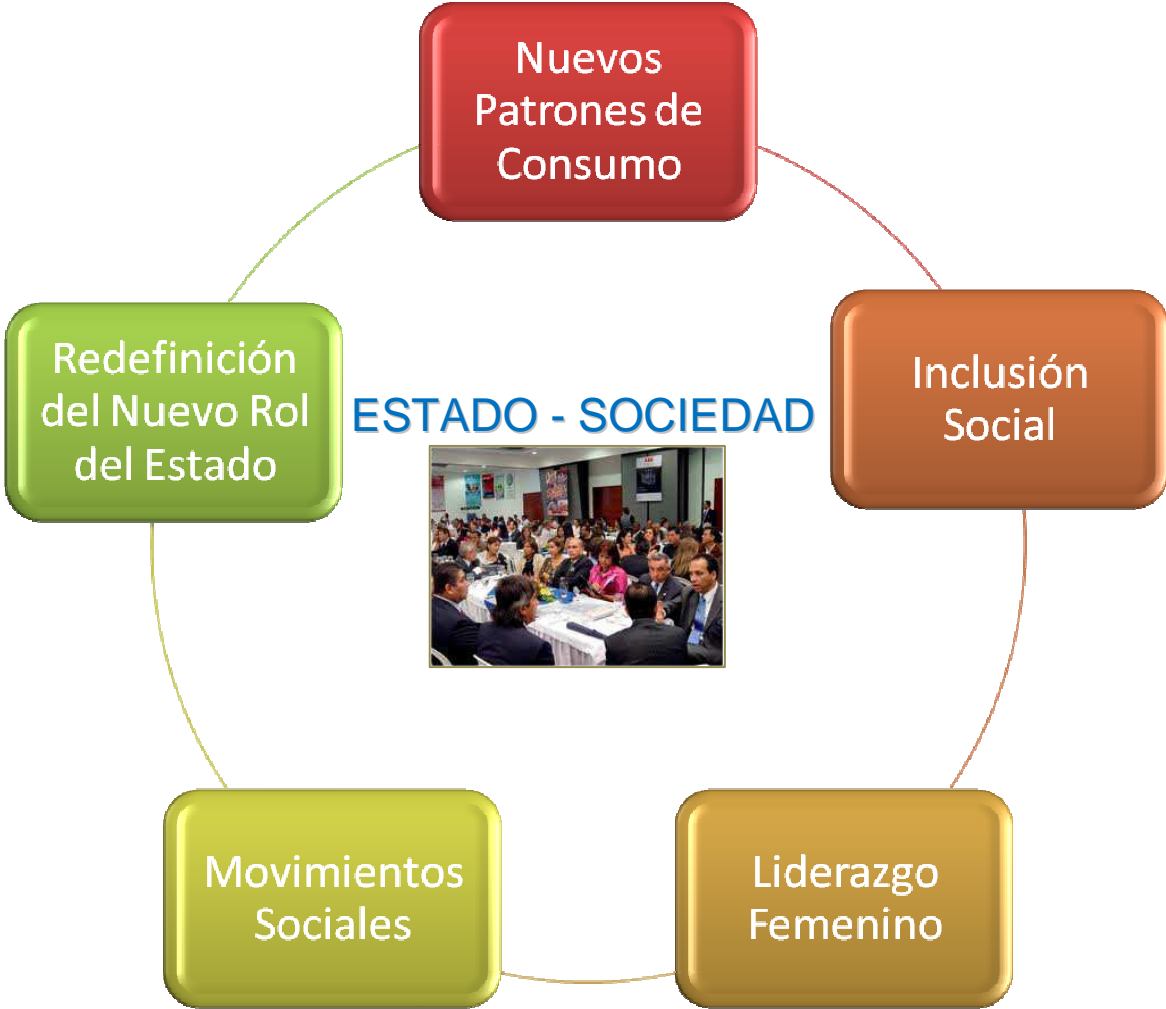 Nuevos
Patrones de
Consumo
Inclusión
Social
Liderazgo
Femenino
Movimientos
Sociales
Redefinición
del Nuevo Rol
del Estado
ESTADO - SOCIEDAD